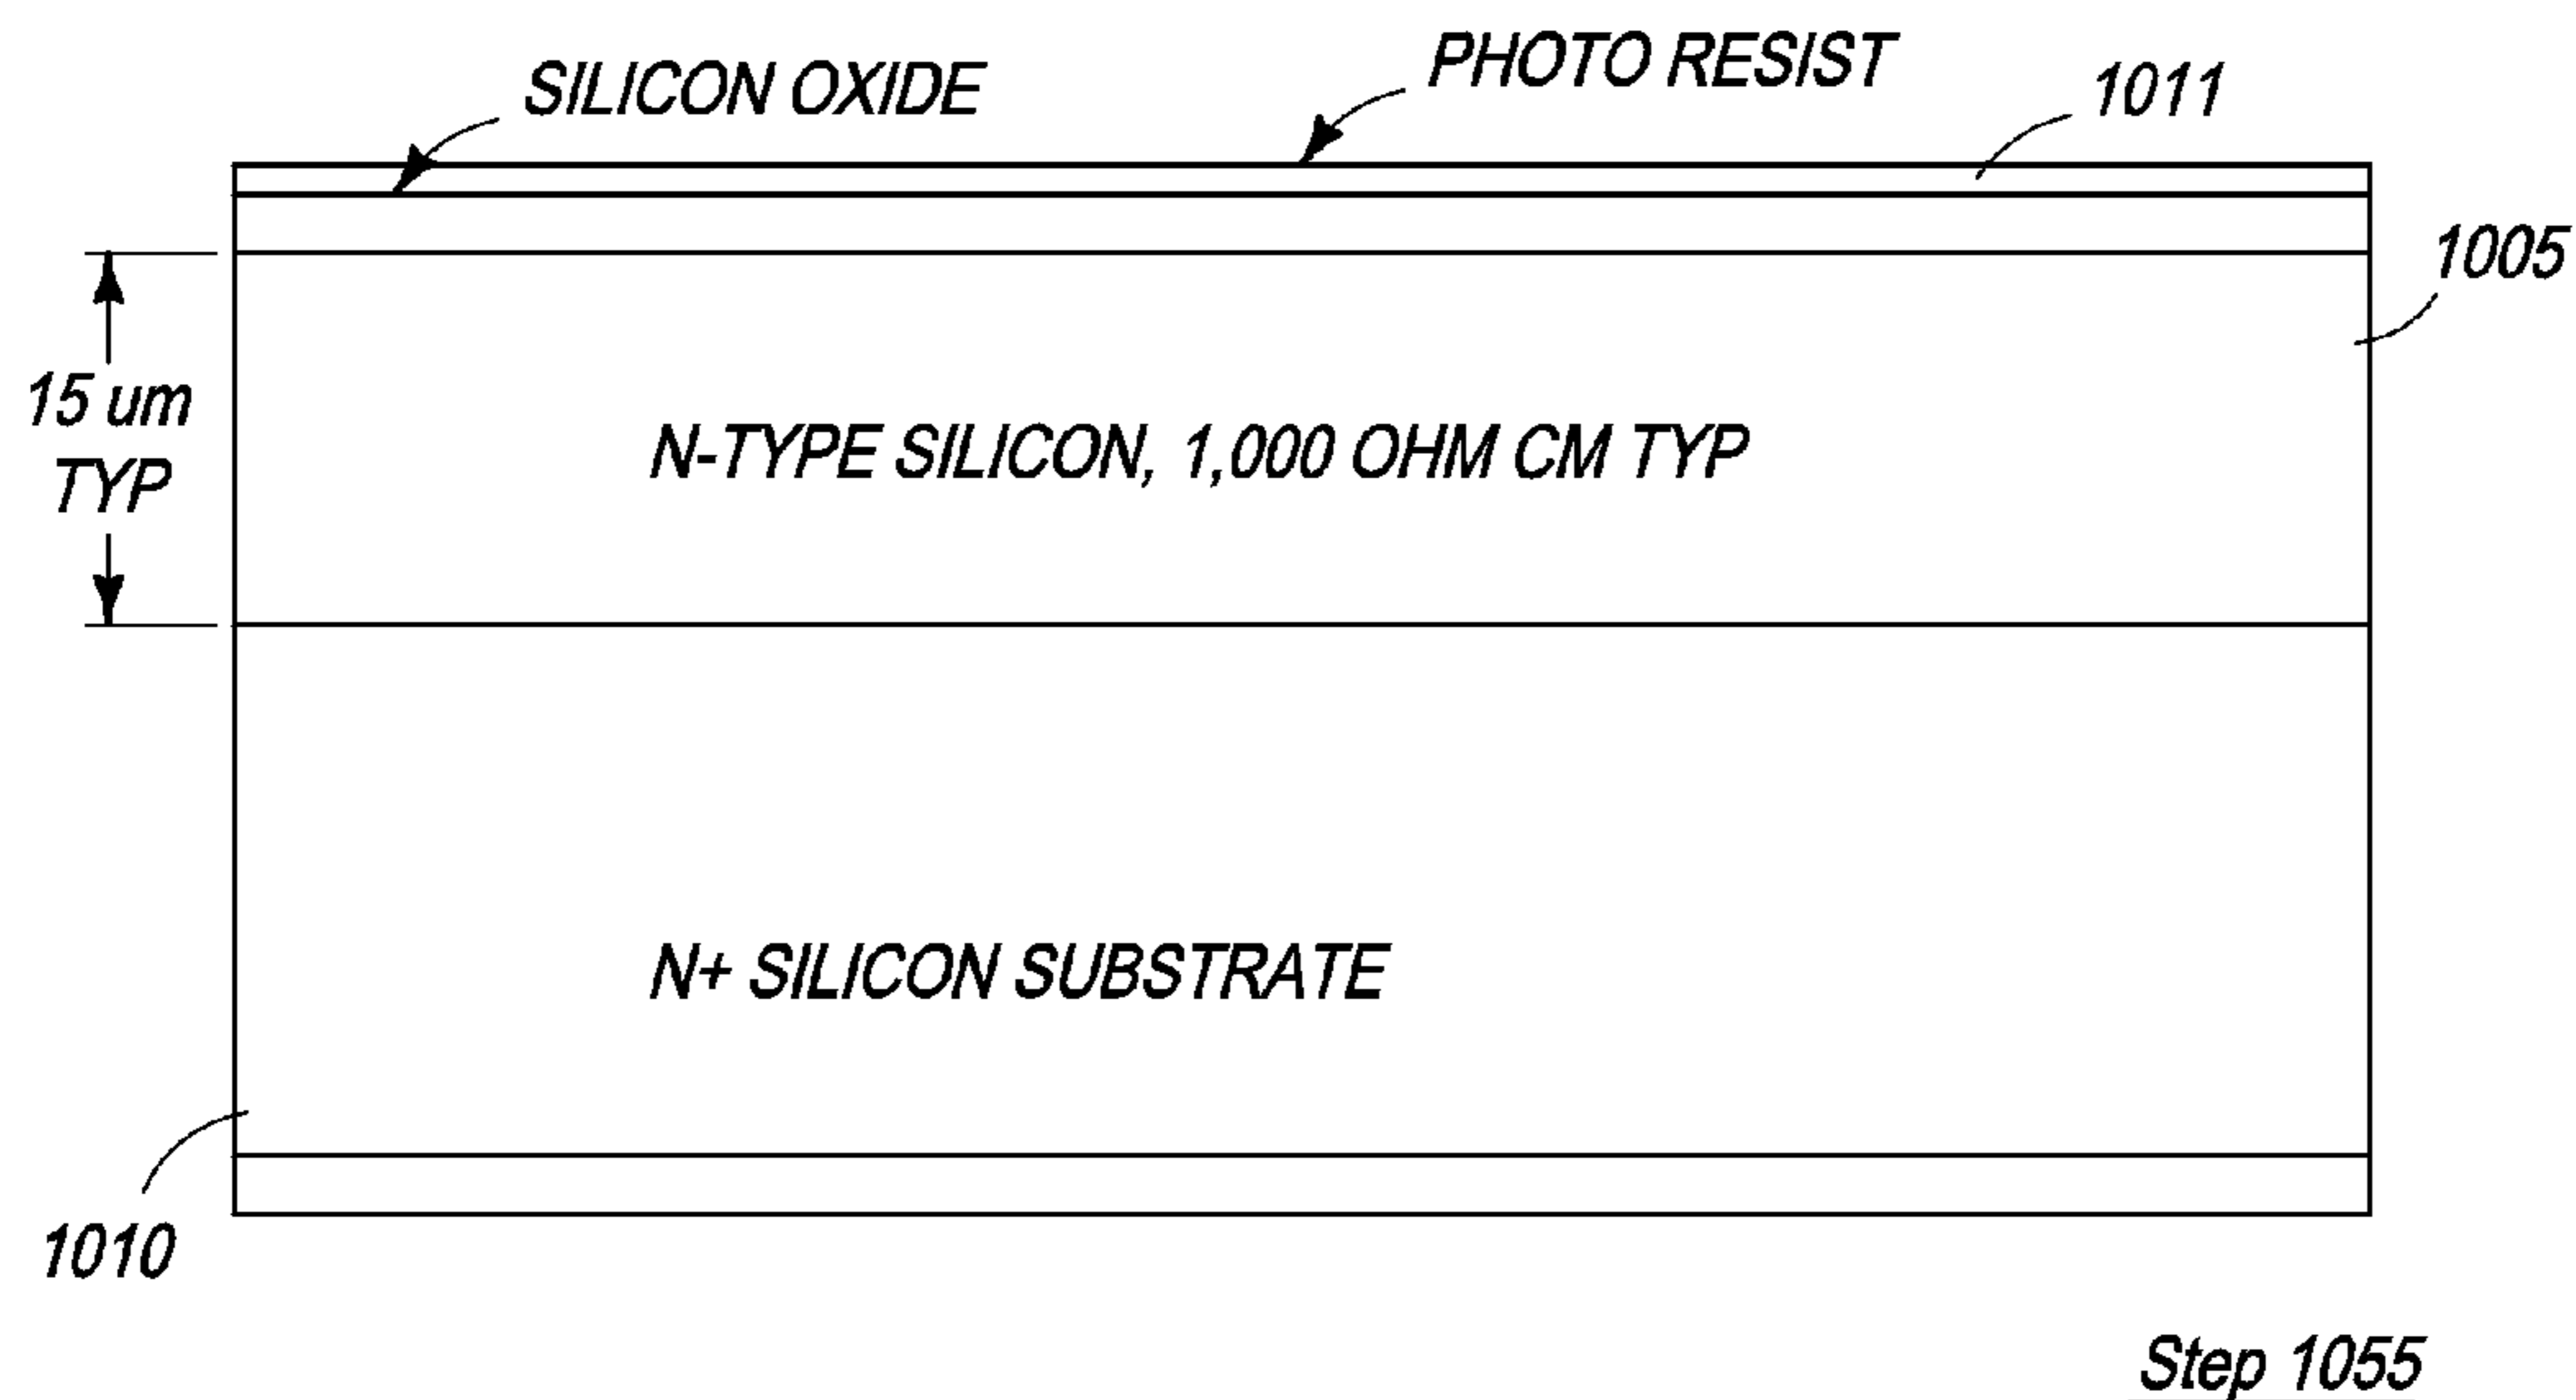 SILICON OXIDE
PHOTO RESIST
1011
1005
15 um
TYP
N-TYPE SILICON, 1,000 OHM CM TYP
N+ SILICON SUBSTRATE
1010
Step 1055